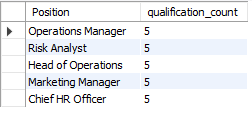 Position qualification_count
Operations Manager 5
Risk Analyst 5
Head of Operations 5
Marketing Manager 5
Chief HR Officer 5